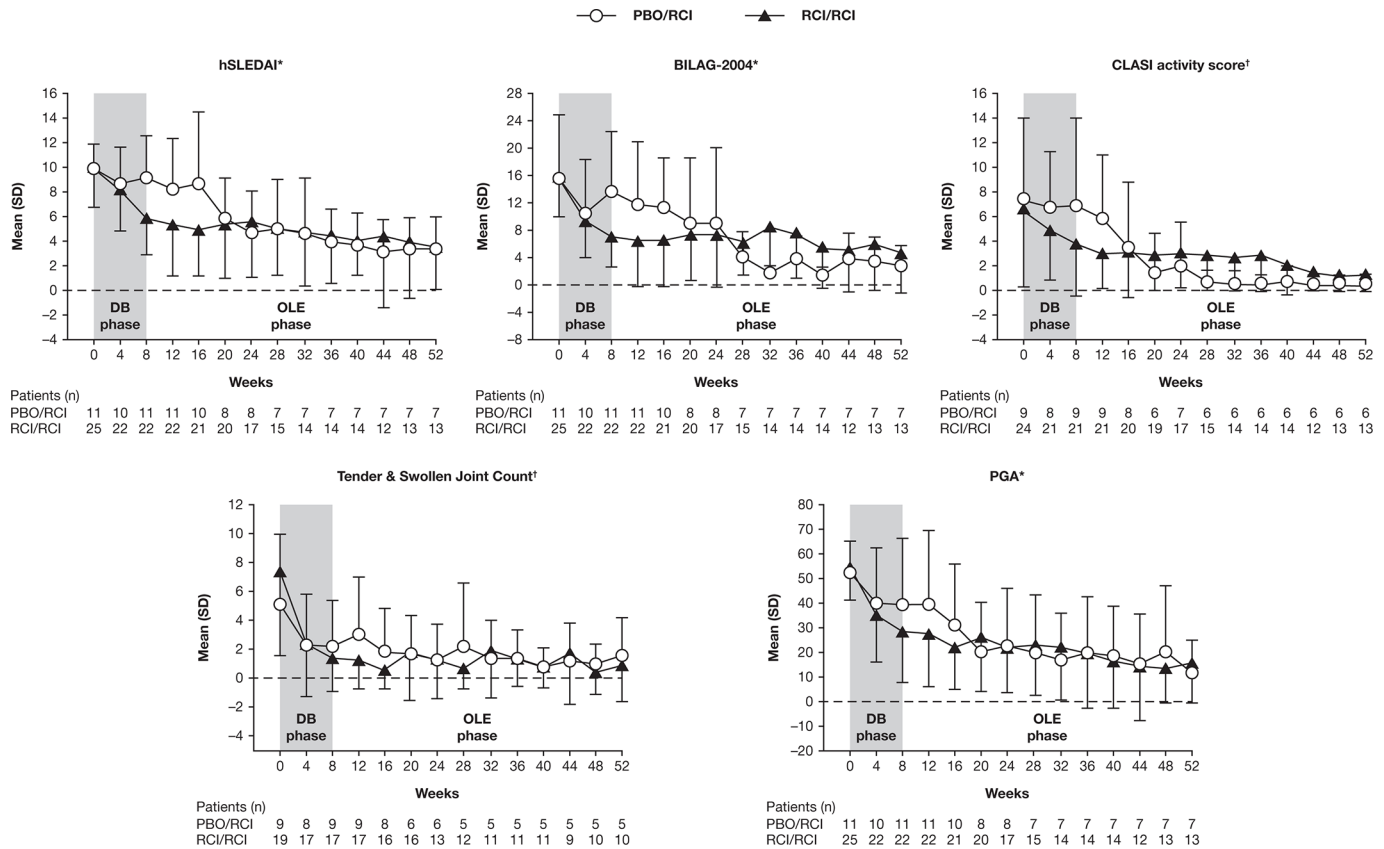 PBO/RCI RCI/RCI
hSLEDAI*
16
14
12
10
8
6
4
2
0
–2
–4
Mean (SD)
DB phase
OLE phase
0 4 8 12 16 20 24 28 32 36 40 44 48 52
Weeks
Patients (n)
PBO/RCI 11 10 11 11 10 8 8 7 7 7 7 7 7 7
RCI/RCI 25 22 22 22 21 20 17 15 14 14 14 12 13 13
BILAG-2004*
28
24
20
16
12
8
4
0
–4
–8
Mean (SD)
DB phase
OLE phase
0 4 8 12 16 20 24 28 32 36 40 44 48 52
Weeks
Patients (n)
PBO/RCI 11 10 11 11 10 8 8 7 7 7 7 7 7 7
RCI/RCI 25 22 22 22 21 20 17 15 14 14 14 12 13 13
CLASI activity score†
16
14
12
10
8
6
4
2
0
–2
–4
Mean (SD)
DB phase
OLE phase
0 4 8 12 16 20 24 28 32 36 40 44 48 52
Weeks
Patients (n)
PBO/RCI 9 8 9 9 8 6 7 6 6 6 6 6 6 6
RCI/RCI 24 21 21 21 20 19 17 15 14 14 14 12 13 13
Tender & Swollen Joint Count†
12
10
8
6
4
2
0
–2
–4
Mean (SD)
DB phase
OLE phase
0 4 8 12 16 20 24 28 32 36 40 44 48 52
Weeks
Patients (n)
PBO/RCI 9 8 9 9 8 6 6 5 5 5 5 5 5 5
RCI/RCI 19 17 17 17 16 16 13 12 11 11 11 9 10 10
PGA*
80
70
60
50
40
30
20
10
0
–10
–20
Mean (SD)
DB phase
OLE phase
0 4 8 12 16 20 24 28 32 36 40 44 48 52
Weeks
Patients (n)
PBO/RCI 11 10 11 11 10 8 8 7 7 7 7 7 7 7
RCI/RCI 25 22 22 22 21 20 17 15 14 14 14 12 13 13